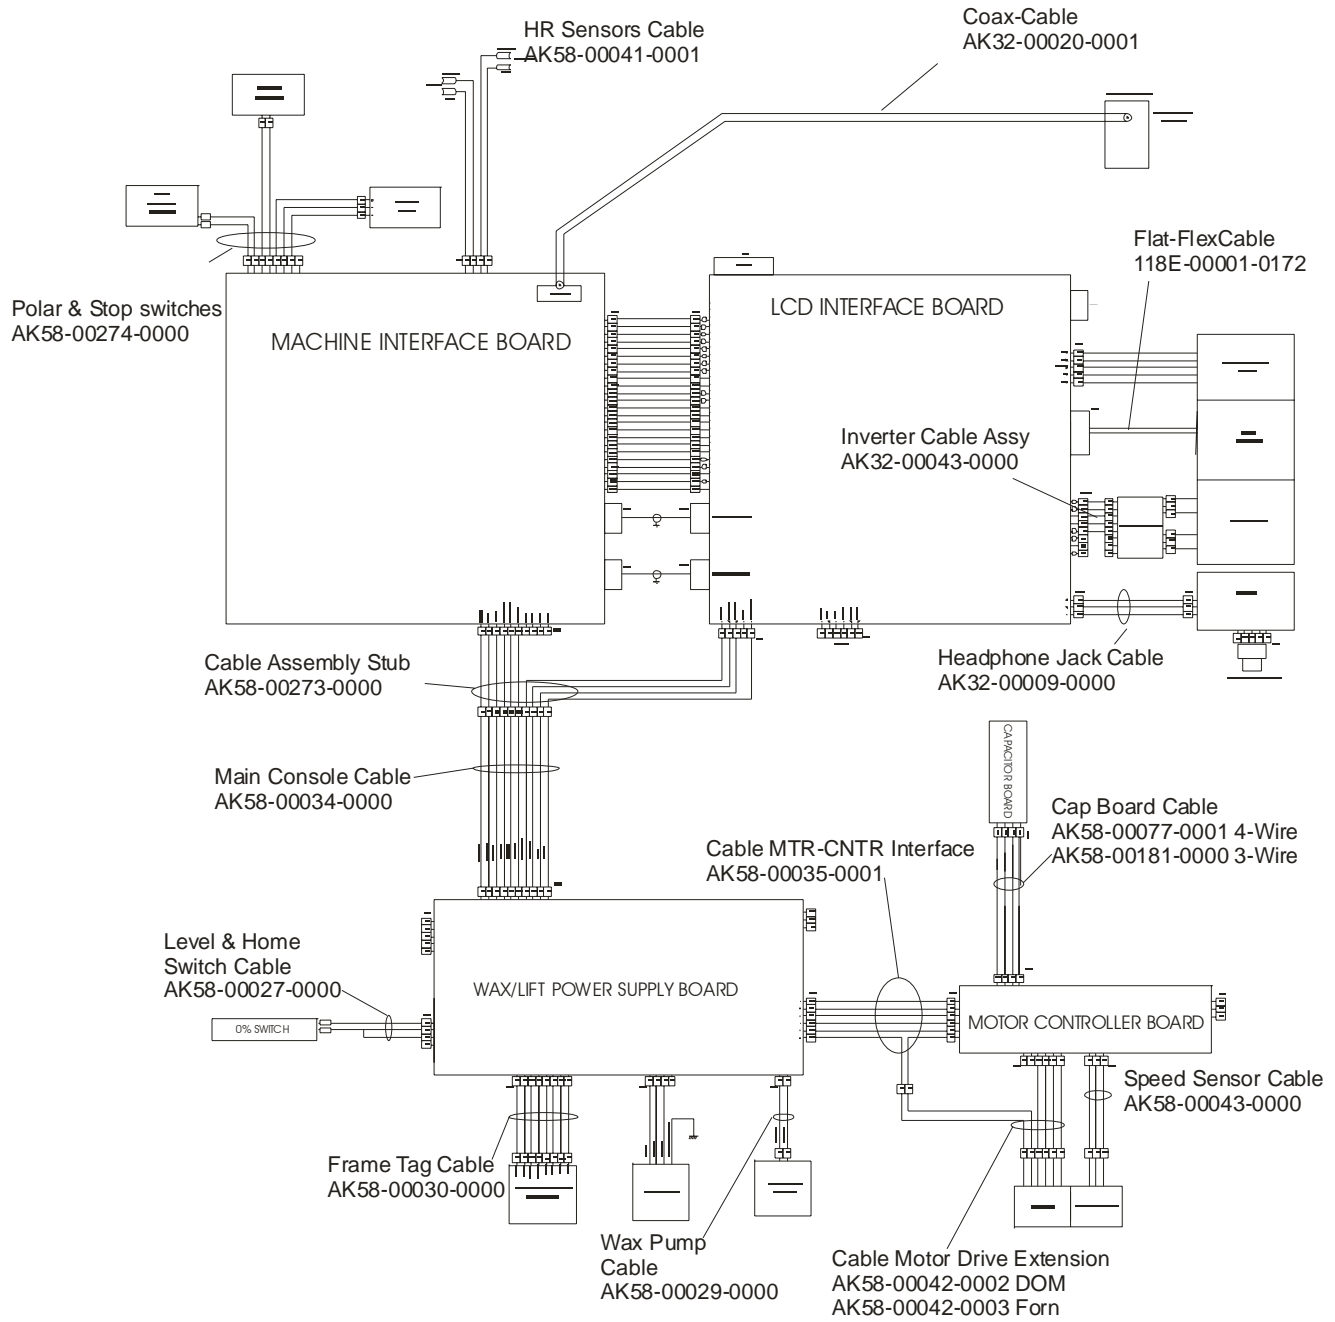 HR Sensors Cable
AK58-00041-0001
Coax-Cable
AK32-00020-0001
Flat-FlexCable
118E-00001-0172
Polar & Stop switches
AK58-00274-0000
MACHINE INTERFACE BOARD
LCD INTERFACE BOARD
Inverter Cable Assy
AK32-00043-0000
Cable Assembly Stub
AK58-00273-0000
Headphone Jack Cable
AK32-00009-0000
Main Console Cable
AK58-00034-0000
CAPACITOR BOARD
Cap Board Cable
AK58-00077-0001 4-Wire
AK58-00181-0000 3-Wire
Cable MTR-CNTR Interface
AK58-00035-0001
Level & Home
Switch Cable
AK58-00027-0000
0% SWITCH
WAX/LIFT POWER SUPPLY BOARD
MOTOR CONTROLLER BOARD
Speed Sensor Cable
AK58-00043-0000
Frame Tag Cable
AK58-00030-0000
Wax Pump
Cable
AK58-00029-0000
Cable Motor Drive Extension
AK58-00042-0002 DOM
AK58-00042-0003 Forn